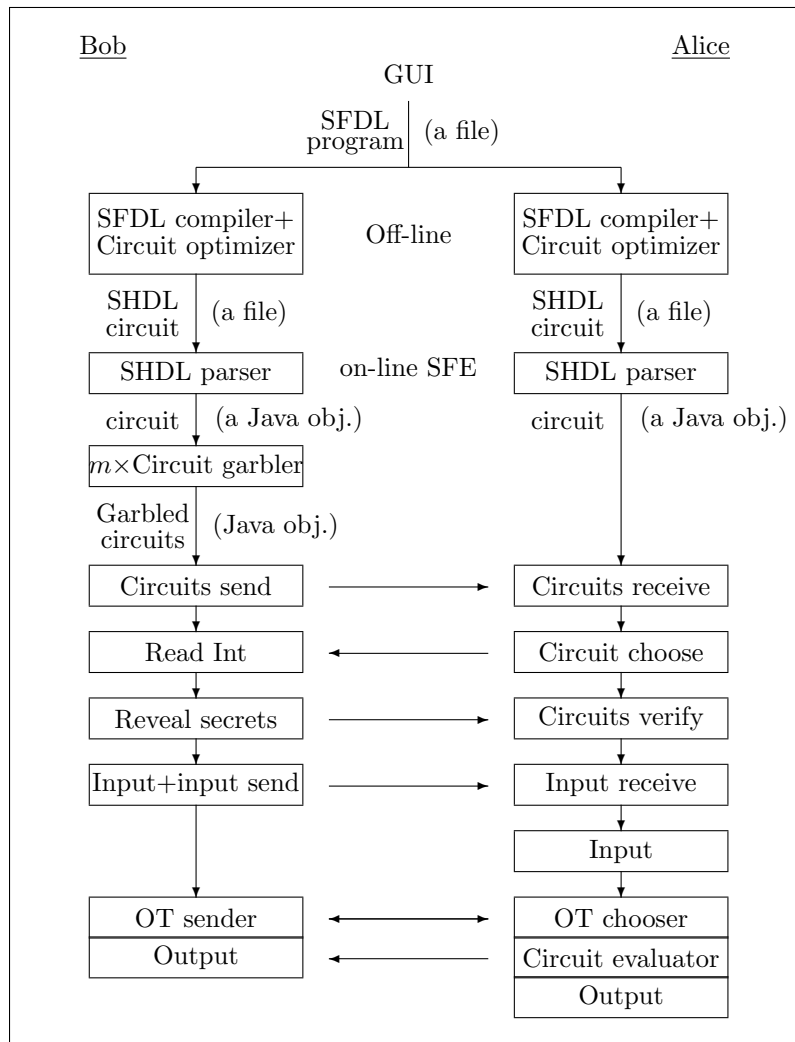 Bob
Alice
GUI
SFDL
program
(a file)
SFDL compiler+
Circuit optimizer
Off-line
SFDL compiler+
Circuit optimizer
SHDL
circuit
(a file)
SHDL
circuit
(a file)
SHDL parser
on-line SFE
SHDL parser
circuit
(a Java obj.)
circuit
(a Java obj.)
m×Circuit garbler
Garbled
circuits
(Java obj.)
Circuits send
Circuits receive
Read Int
Circuit choose
Reveal secrets
Circuits verify
Input+input send
Input receive
Input
OT sender
OT chooser
Output
Circuit evaluator
Output